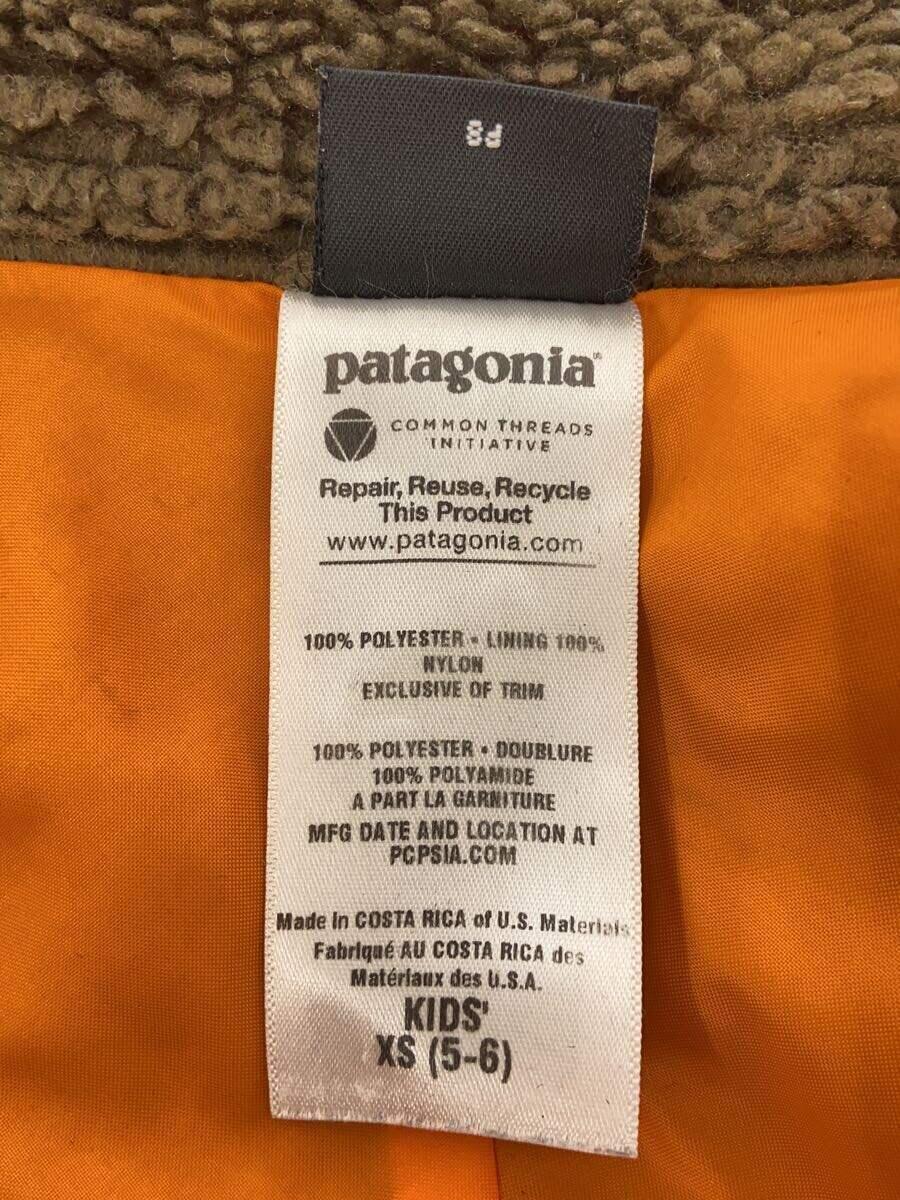 patagonia®
COMMON THREADS
INITIATIVE
Repair, Reuse, Recycle
This Product
www.patagonia.com
100% POLYESTER • LINING 100%
NYLON
EXCLUSIVE OF TRIM
100% POLYESTER • DOUBLURE
100% POLYAMIDE
A PART LA GARNITURE
MFG DATE AND LOCATION AT
PCPSIA.COM
Made in COSTA RICA of U.S. Materials
Fabriqué AU COSTA RICA des
Matériaux des U.S.A.
KIDS'
XS (5-6)